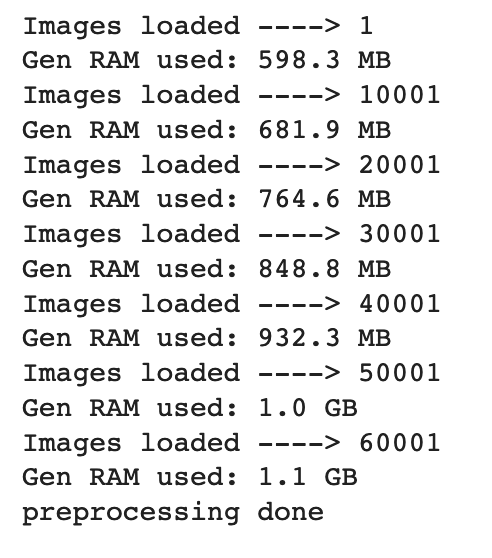 Images loaded ----> 1
Gen RAM used: 598.3 MB
Images loaded ----> 10001
Gen RAM used: 681.9 MB
Images loaded ----> 20001
Gen RAM used: 764.6 MB
Images loaded ----> 30001
Gen RAM used: 848.8 MB
Images loaded ----> 40001
Gen RAM used: 932.3 MB
Images loaded ----> 50001
Gen RAM used: 1.0 GB
Images loaded ----> 60001
Gen RAM used: 1.1 GB
preprocessing done